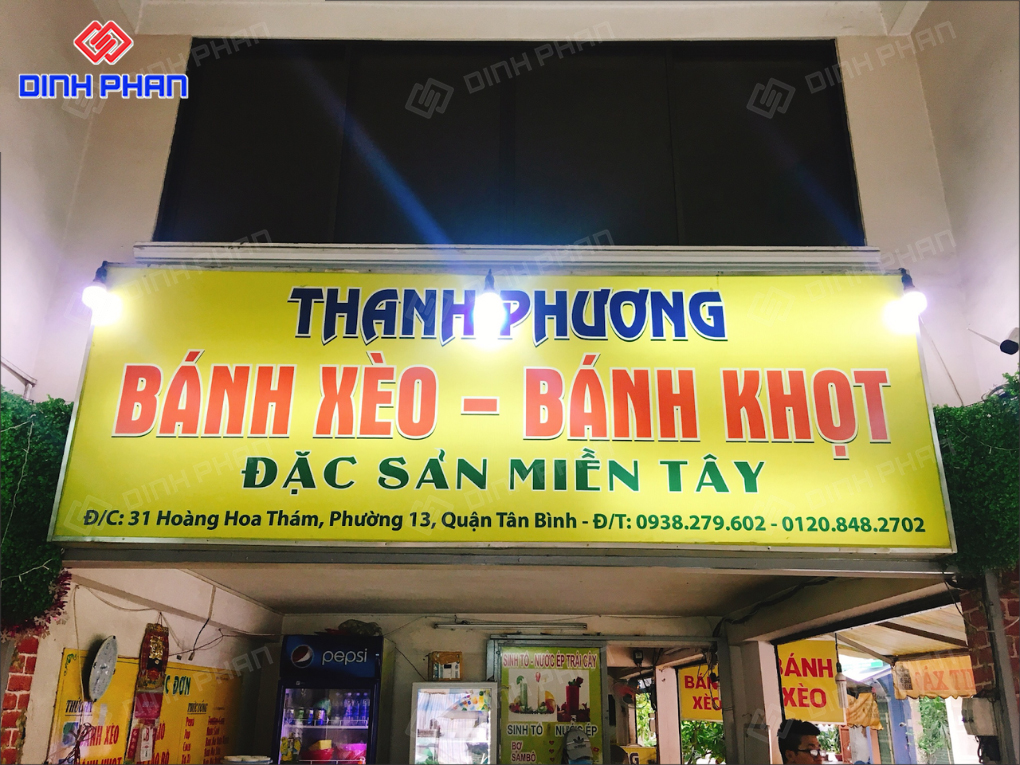 DINH PHAN
THANH PHƯƠNG
BÁNH XÈO - BÁNH KHỌT
ĐẶC SẢN MIỀN TÂY
Đ/C: 31 Hoàng Hoa Thám, Phường 13, Quận Tân Bình - Đ/T: 0938.279.602 - 0120.848.2702
pepsi
SINH TỐ - NƯỚC ÉP TRÁI CÂY
SINH TỐ NƯỚC ÉP
BƠ
SAMBÔ
BÁNH
XÈO
BÁNH
XÈO